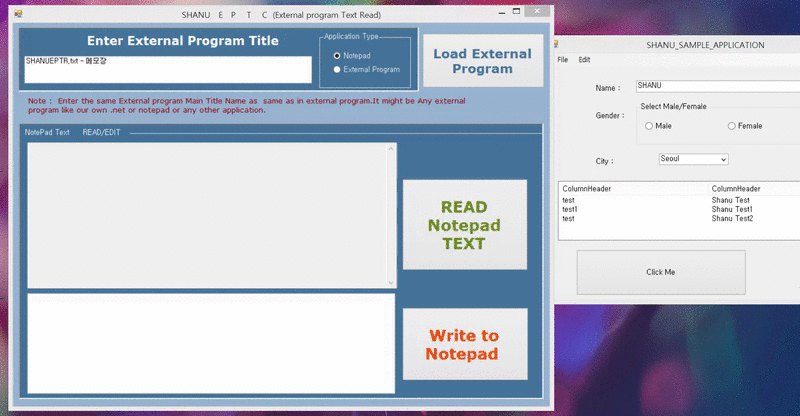 SHANU E P T C (External program Text Read)
Enter External Program Title
SHANUEPTR.txt - 메모장
Application Type
Notepad
External Program
Load External
Program
Note : Enter the same External program Main Title Name as same as in external program.It might be Any external
program like our own .net or notepad or any other application.
NotePad Text READ/EDIT
READ
Notepad
TEXT
Write to
Notepad
SHANU_SAMPLE_APPLICATION
File Edit
Name : SHANU
Gender : Select Male/Female
Male Female
City : Seoul
ColumnHeader ColumnHeader
test Shanu Test
test1 Shanu Test1
test Shanu Test2
Click Me